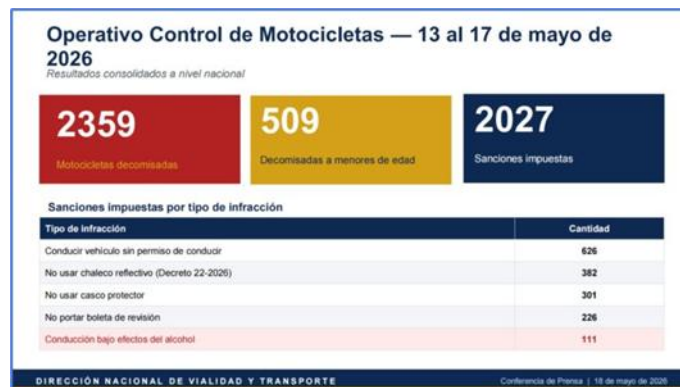 Operativo Control de Motocicletas — 13 al 17 de mayo de
2026
Resultados consolidados a nivel nacional
2359
Motocicletas decomisadas
509
Decomisadas a menores de edad
2027
Sanciones impuestas
Sanciones impuestas por tipo de infracción
Tipo de infracción Cantidad
Conducir vehículo sin permiso de conducir 626
No usar chaleco reflectivo (Decreto 22-2026) 382
No usar casco protector 301
No portar boleta de revisión 226
Conducción bajo efectos del alcohol 111
DIRECCIÓN NACIONAL DE VIALIDAD Y TRANSPORTE Conferencia de Prensa | 18 de mayo de 2026